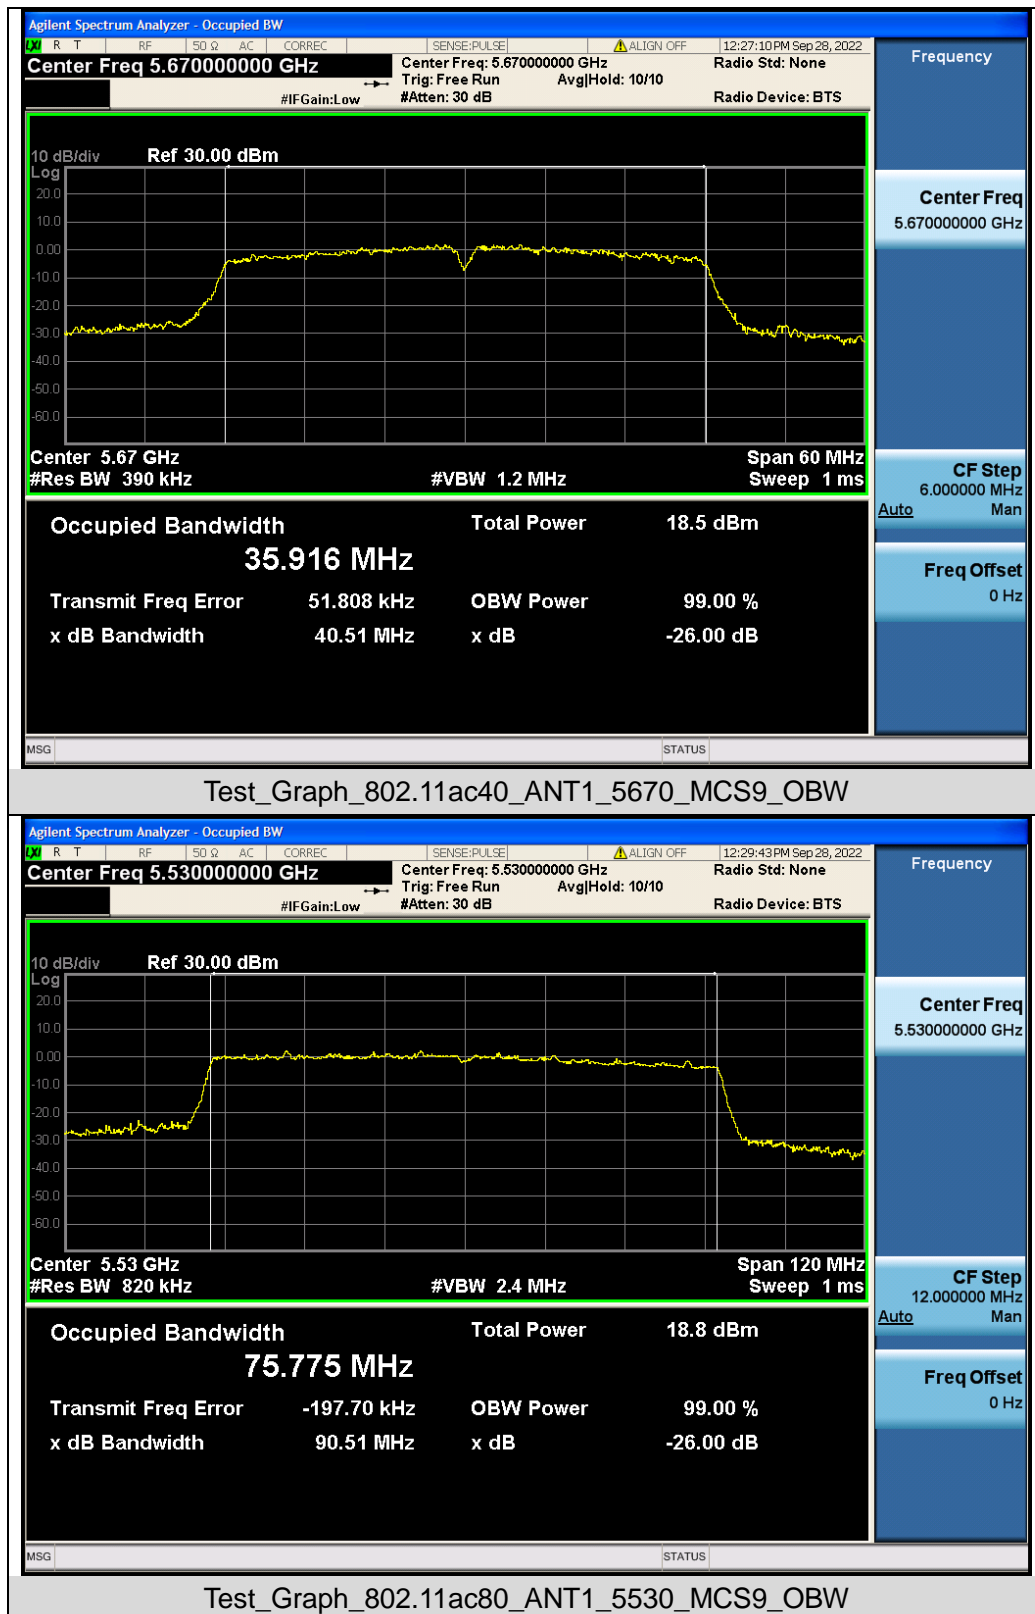 Agilent Spectrum Analyzer - Occupied BW
LXI R T RF 50 Ω AC CORREC SENSE:PULSE ALIGN OFF 12:27:10 PM Sep 28, 2022
Center Freq 5.670000000 GHz Center Freq: 5.670000000 GHz Radio Std: None Frequency
Trig: Free Run Avg|Hold: 10/10
#IFGain:Low #Atten: 30 dB Radio Device: BTS
10 dB/div Ref 30.00 dBm
Log
20.0
10.0
0.00
-10.0
-20.0
-30.0
-40.0
-50.0
-60.0
Center Freq
5.670000000 GHz
Center 5.67 GHz Span 60 MHz
#Res BW 390 kHz #VBW 1.2 MHz Sweep 1 ms
CF Step
6.000000 MHz
Auto Man
Freq Offset
0 Hz
Occupied Bandwidth Total Power 18.5 dBm
35.916 MHz
Transmit Freq Error 51.808 kHz OBW Power 99.00 %
x dB Bandwidth 40.51 MHz x dB -26.00 dB
MSG STATUS
Test_Graph_802.11ac40_ANT1_5670_MCS9_OBW
Agilent Spectrum Analyzer - Occupied BW
LXI R T RF 50 Ω AC CORREC SENSE:PULSE ALIGN OFF 12:29:43 PM Sep 28, 2022
Center Freq 5.530000000 GHz Center Freq: 5.530000000 GHz Radio Std: None Frequency
Trig: Free Run Avg|Hold: 10/10
#IFGain:Low #Atten: 30 dB Radio Device: BTS
10 dB/div Ref 30.00 dBm
Log
20.0
10.0
0.00
-10.0
-20.0
-30.0
-40.0
-50.0
-60.0
Center Freq
5.530000000 GHz
Center 5.53 GHz Span 120 MHz
#Res BW 820 kHz #VBW 2.4 MHz Sweep 1 ms
CF Step
12.000000 MHz
Auto Man
Freq Offset
0 Hz
Occupied Bandwidth Total Power 18.8 dBm
75.775 MHz
Transmit Freq Error -197.70 kHz OBW Power 99.00 %
x dB Bandwidth 90.51 MHz x dB -26.00 dB
MSG STATUS
Test_Graph_802.11ac80_ANT1_5530_MCS9_OBW